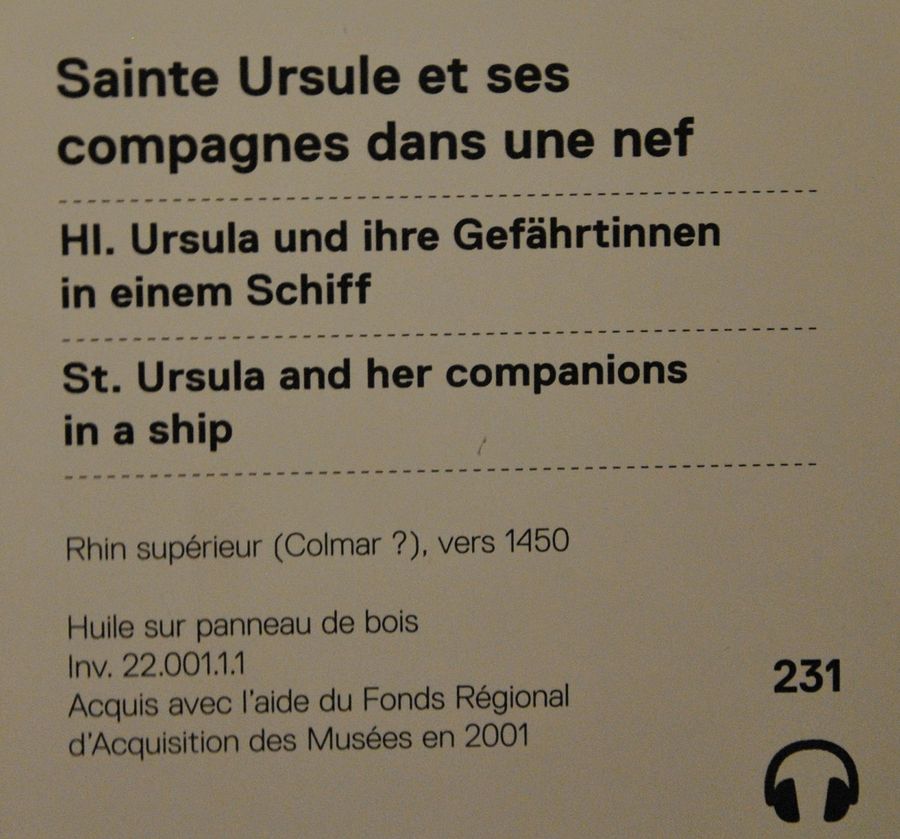 Sainte Ursule et ses
compagnes dans une nef
Hl. Ursula und ihre Gefährtinnen
in einem Schiff
St. Ursula and her companions
in a ship
Rhin supérieur (Colmar ?), vers 1450
Huile sur panneau de bois
Inv. 22.001.1.1
Acquis avec l'aide du Fonds Régional
d'Acquisition des Musées en 2001
231